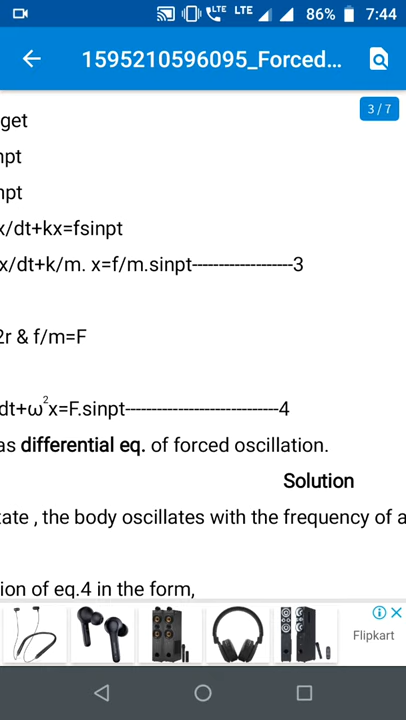 LTE LTE 86% 7:44
1595210596095_Forced...
3/7
get
npt
npt
x/dt+kx=fsinpt
x/dt+k/m. x=f/m.sinpt-------------------3
2r & f/m=F
dt+ω²x=F.sinpt----------------------------4
as differential eq. of forced oscillation.
Solution
tate , the body oscillates with the frequency of a
ion of eq.4 in the form,
Flipkart